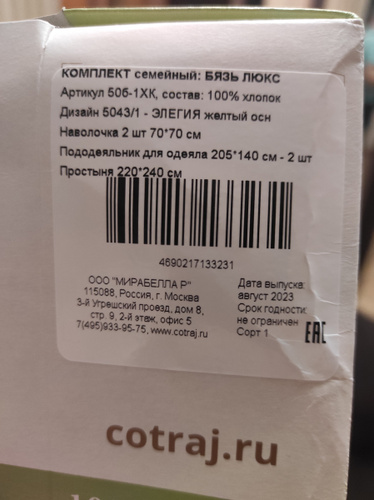 КОМПЛЕКТ семейный: БЯЗЬ ЛЮКС
Артикул 506-1ХК, состав: 100% хлопок
Дизайн 5043/1 - ЭЛЕГИЯ желтый осн
Наволочка 2 шт 70*70 см
Пододеяльник для одеяла 205*140 см - 2 шт
Простыня 220*240 см
4690217133231
ООО "МИРАБЕЛЛА Р"
115088, Россия, г. Москва
3-й Угрешский проезд, дом 8,
стр. 9, 2-й этаж, офис 5
7(495)933-95-75, www.cotraj.ru
Дата выпуска:
август 2023
Срок годности:
не ограничен
Сорт 1
EAC
cotraj.ru